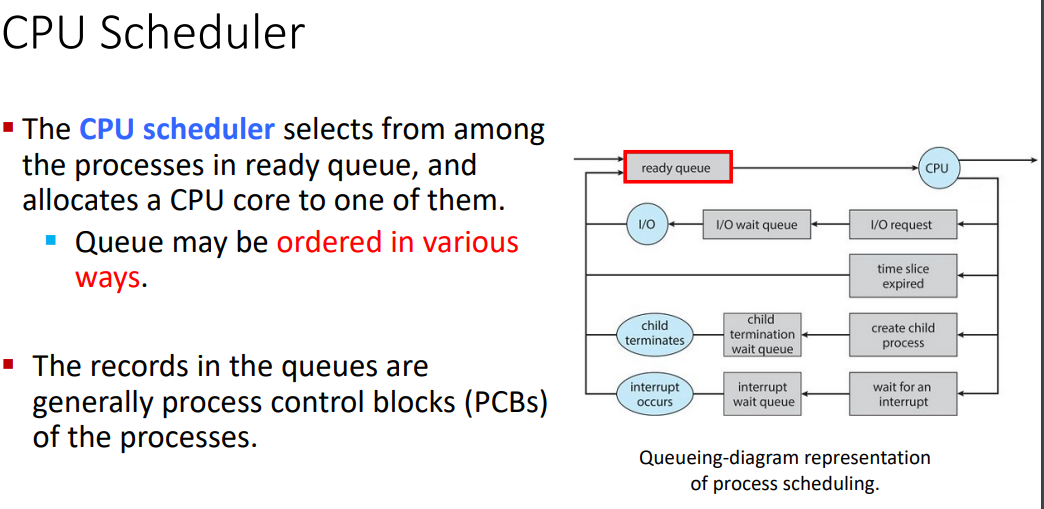 CPU Scheduler
▪ The CPU scheduler selects from among
the processes in ready queue, and
allocates a CPU core to one of them.
▪ Queue may be ordered in various
ways.
▪ The records in the queues are
generally process control blocks (PCBs)
of the processes.
ready queue
CPU
I/O
I/O wait queue
I/O request
time slice
expired
child
terminates
child
termination
wait queue
create child
process
interrupt
occurs
interrupt
wait queue
wait for an
interrupt
Queueing-diagram representation
of process scheduling.